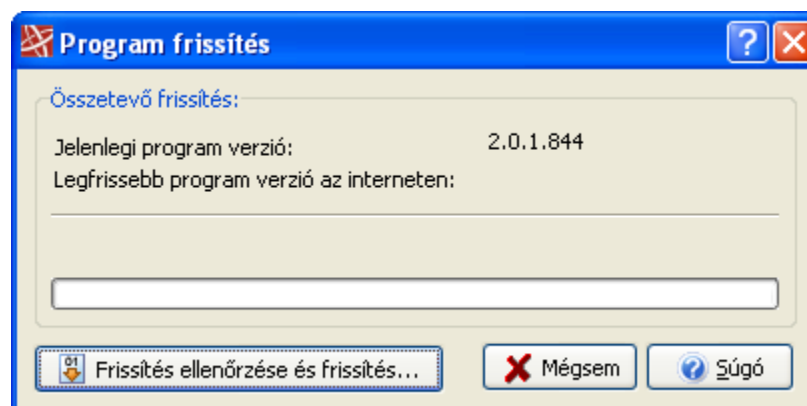 Program frissítés
Összetevő frissítés:
Jelenlegi program verzió: 2.0.1.844
Legfrissebb program verzió az interneten:
Frissítés ellenőrzése és frissítés... Mégsem Súgó